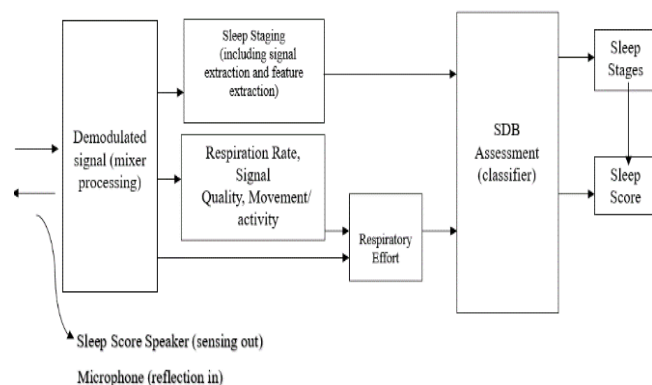 Sleep Staging
(including signal
extraction and feature
extraction)
Demodulated
signal (mixer
processing)
Respiration Rate,
Signal
Quality, Movement/
activity
Respiratory
Effort
SDB
Assessment
(classifier)
Sleep
Stages
Sleep
Score
Sleep Score Speaker (sensing out)
Microphone (reflection in)